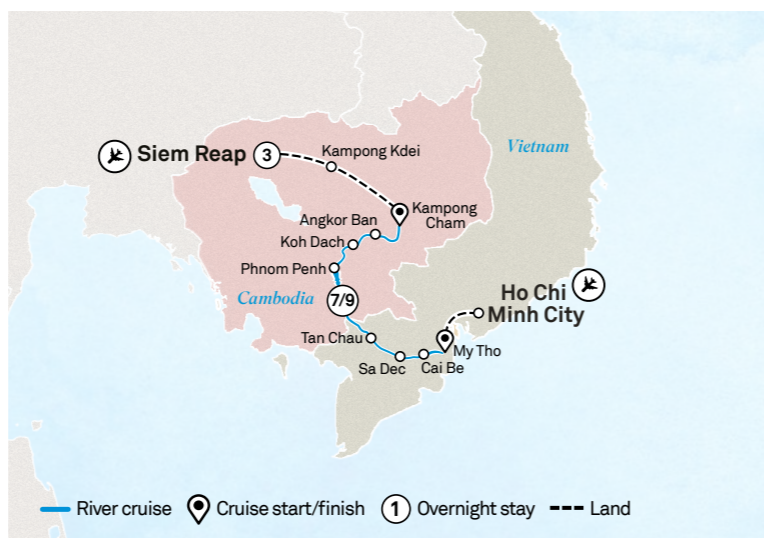 Kampong Kdei
Vietnam
Siem Reap
3
Kampong
Cham
Angkor Ban
Koh Dach
Phnom Penh
Cambodia
7/9
Ho Chi
Minh City
Tan Chau
My Tho
Sa Dec
Cai Be
River cruise
Cruise start/finish
1
Overnight stay
Land